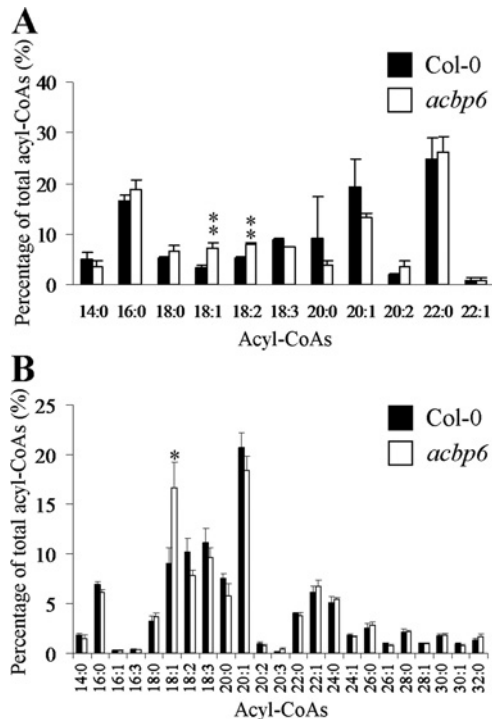 A
Percentage of total acyl-CoAs (%)
40
30
20
10
0
Col-0
acbp6
**
**
14:0 16:0 18:0 18:1 18:2 18:3 20:0 20:1 20:2 22:0 22:1
Acyl-CoAs
B
Percentage of total acyl-CoAs (%)
25
20
15
10
5
0
Col-0
acbp6
*
14:0 16:0 16:1 16:3 18:0 18:1 18:2 18:3 20:0 20:1 20:2 20:3 22:0 22:1 24:0 24:1 26:0 26:1 28:0 28:1 30:0 30:1 32:0
Acyl-CoAs